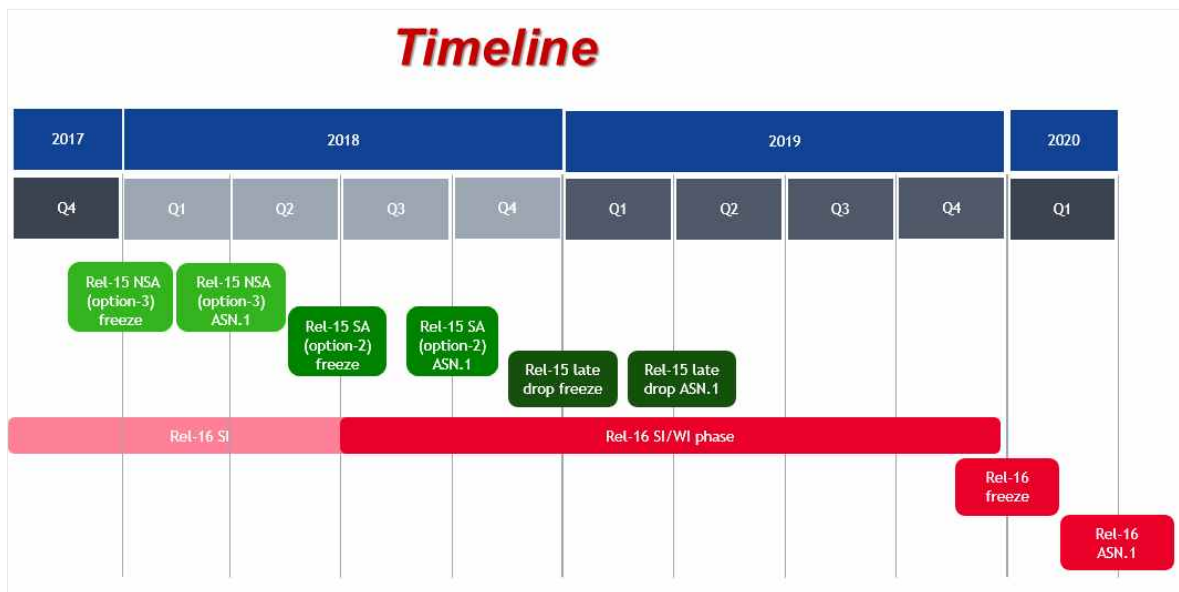 Timeline
2017
2018
2019
2020
Q4
Q1
Q2
Q3
Q4
Q1
Q2
Q3
Q4
Q1
Rel-15 NSA
(option-3)
freeze
Rel-15 NSA
(option-3)
ASN.1
Rel-15 SA
(option-2)
freeze
Rel-15 SA
(option-2)
ASN.1
Rel-15 late
drop freeze
Rel-15 late
drop ASN.1
Rel-16 SI
Rel-16 SI/WI phase
Rel-16
freeze
Rel-16
ASN.1